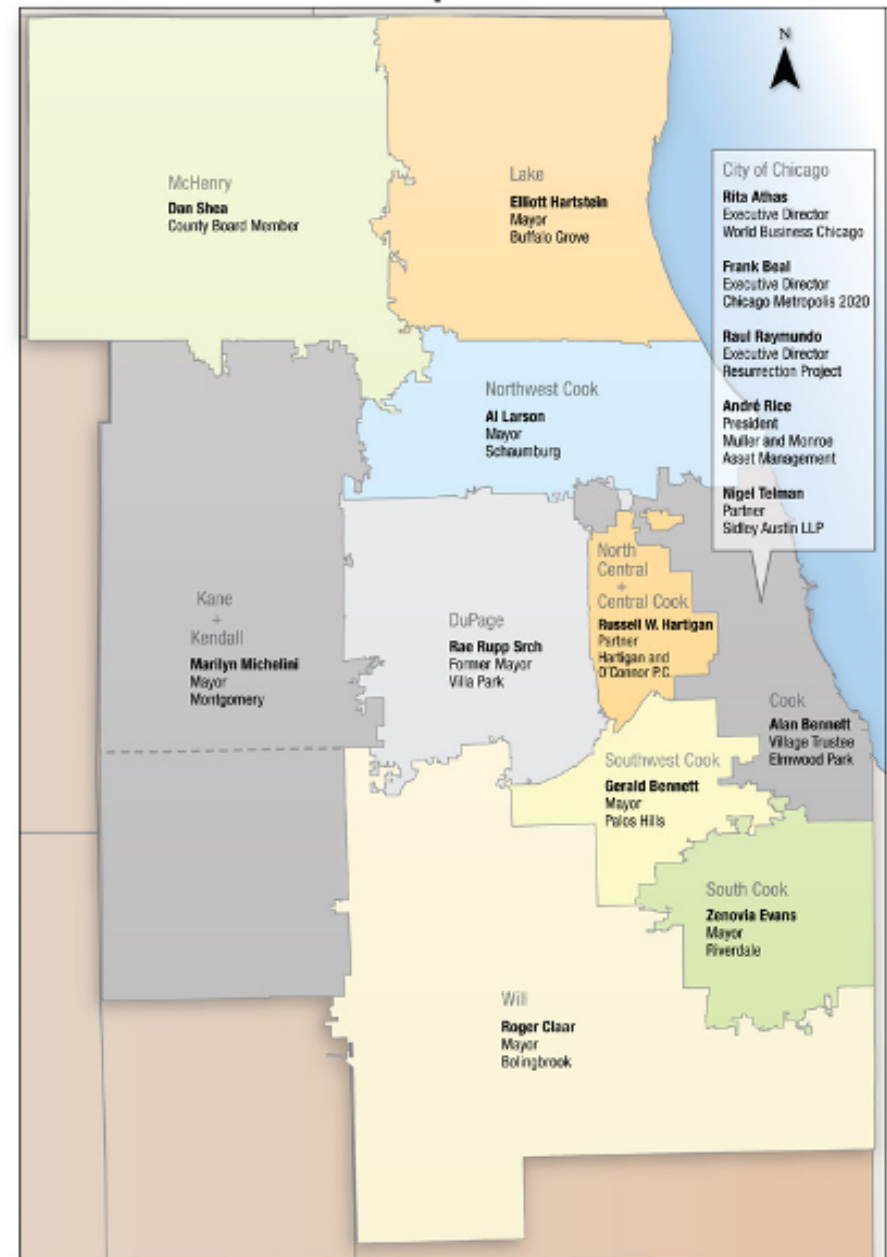 N
McHenry
Dan Shea
County Board Member
Lake
Elliott Hartstein
Mayor
Buffalo Grove
City of Chicago
Rita Athas
Executive Director
World Business Chicago
Frank Beal
Executive Director
Chicago Metropolis 2020
Raul Raymundo
Executive Director
Resurrection Project
André Rice
President
Muller and Monroe
Asset Management
Nigel Telman
Partner
Sidley Austin LLP
Northwest Cook
Al Larson
Mayor
Schaumburg
Kane
+
Kendall
Marilyn Michelini
Mayor
Montgomery
DuPage
Rae Rupp Srch
Former Mayor
Villa Park
North
Central
+
Central Cook
Russell W. Hartigan
Partner
Hartigan and
O'Connor P.C.
Cook
Alan Bennett
Village Trustee
Elmwood Park
Southwest Cook
Gerald Bennett
Mayor
Palos Hills
South Cook
Zenovia Evans
Mayor
Riverdale
Will
Roger Claar
Mayor
Bolingbrook